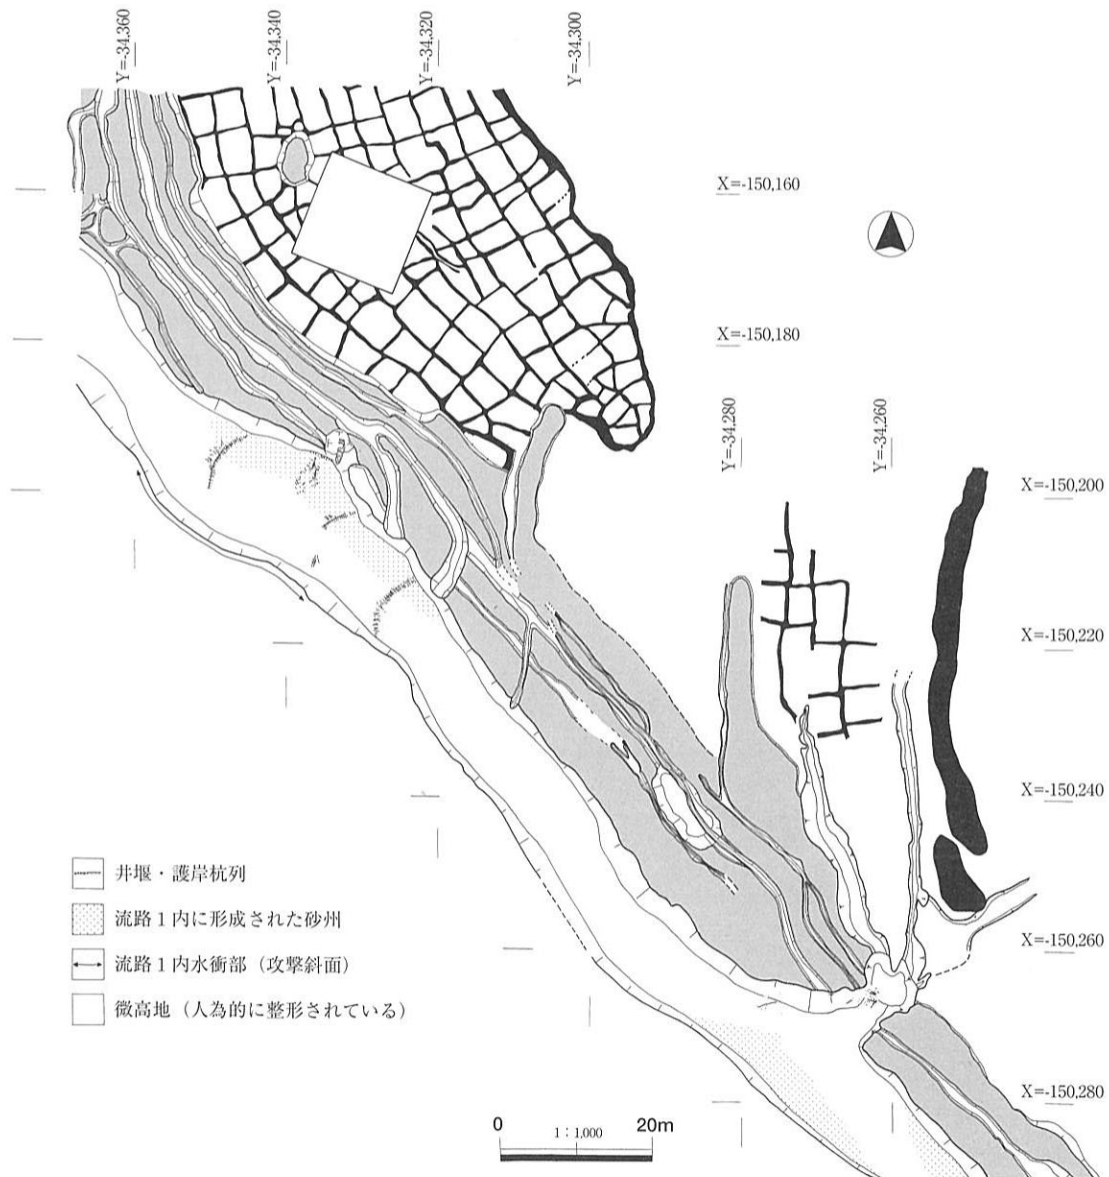 Y=-34,360
Y=-34,340
Y=-34,320
Y=-34,300
X=-150,160
X=-150,180
Y=-34,280
Y=-34,260
X=-150,200
X=-150,220
X=-150,240
X=-150,260
X=-150,280
井堰・護岸杭列
流路1内に形成された砂州
流路1内水衝部(攻撃斜面)
微高地(人為的に整形されている)
0 20m
1:1,000